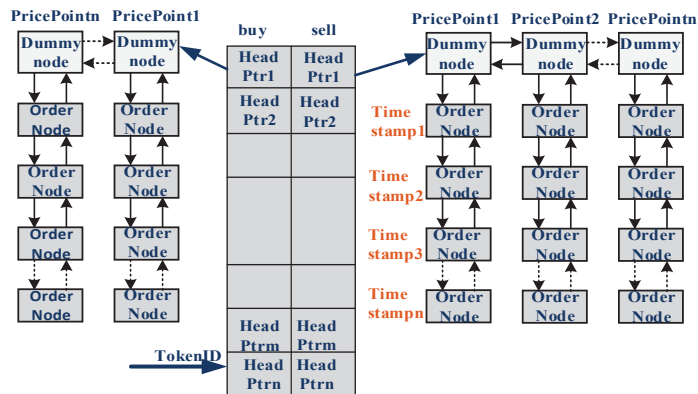 PricePointn PricePoint1
Dummy
node
Dummy
node
Order
Node
Order
Node
Order
Node
Order
Node
Order
Node
Order
Node
Order
Node
Order
Node
buy sell
Head
Ptr1
Head
Ptr1
Head
Ptr2
Head
Ptr2
Head
Ptrm
Head
Ptrm
TokenID
Head
Ptrn
Head
Ptrn
PricePoint1 PricePoint2 PricePointn
Dummy
node
Dummy
node
Dummy
node
Time
stamp1
Order
Node
Order
Node
Order
Node
Time
stamp2
Order
Node
Order
Node
Order
Node
Time
stamp3
Order
Node
Order
Node
Order
Node
Time
stampn
Order
Node
Order
Node
Order
Node